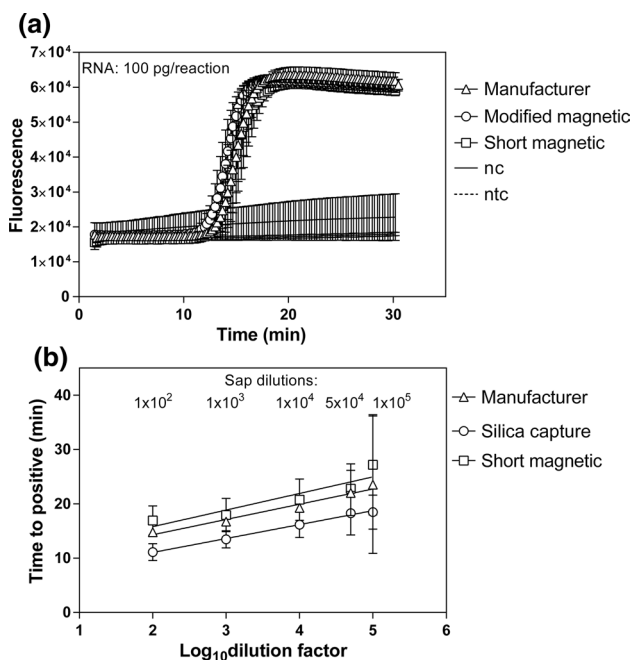 (a)
7×10⁴
6×10⁴
5×10⁴
4×10⁴
3×10⁴
2×10⁴
1×10⁴
0
Fluorescence
RNA: 100 pg/reaction
0 10 20 30
Time (min)
Manufacturer
Modified magnetic
Short magnetic
nc
ntc
(b)
Sap dilutions:
1x10² 1x10³ 1x10⁴ 5x10⁴ 1x10⁵
40
30
20
10
0
Time to positive (min)
1 2 3 4 5 6
Log₁₀dilution factor
Manufacturer
Silica capture
Short magnetic